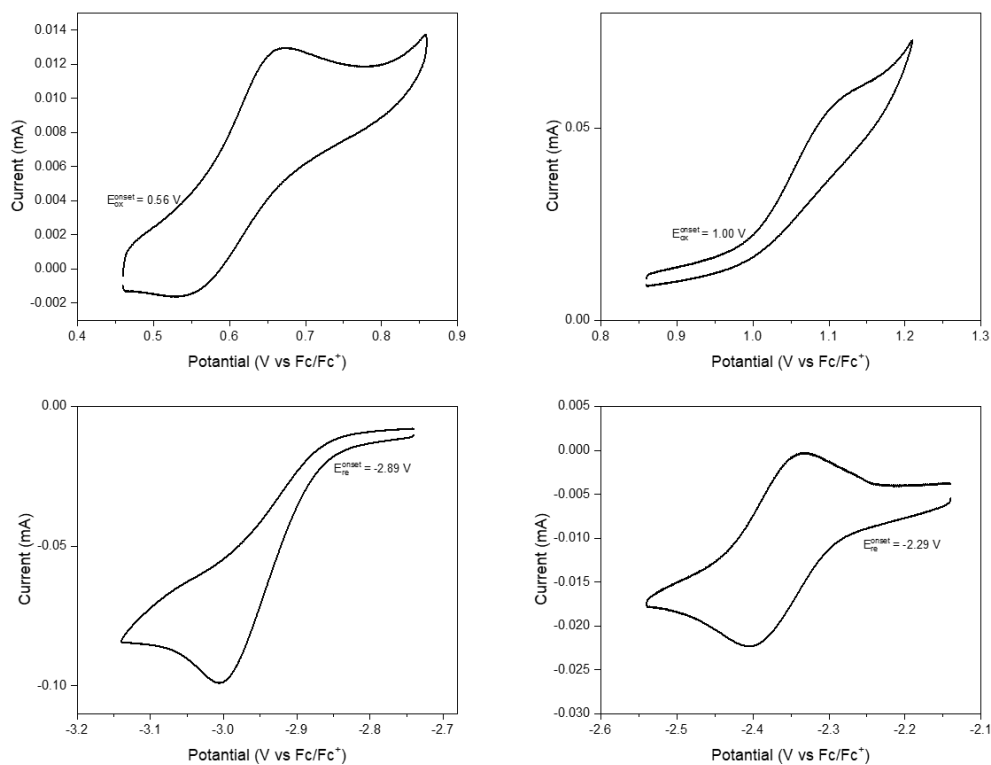 0.014
0.012
0.010
0.008
0.006
0.004
0.002
0.000
-0.002
Current (mA)
E_ox^onset = 0.56 V
0.4 0.5 0.6 0.7 0.8 0.9
Potantial (V vs Fc/Fc⁺)
0.05
0.00
Current (mA)
E_ox^onset = 1.00 V
0.8 0.9 1.0 1.1 1.2 1.3
Potantial (V vs Fc/Fc⁺)
0.00
-0.05
-0.10
Current (mA)
E_re^onset = -2.89 V
-3.2 -3.1 -3.0 -2.9 -2.8 -2.7
Potantial (V vs Fc/Fc⁺)
0.005
0.000
-0.005
-0.010
-0.015
-0.020
-0.025
-0.030
Current (mA)
E_re^onset = -2.29 V
-2.6 -2.5 -2.4 -2.3 -2.2 -2.1
Potantial (V vs Fc/Fc⁺)